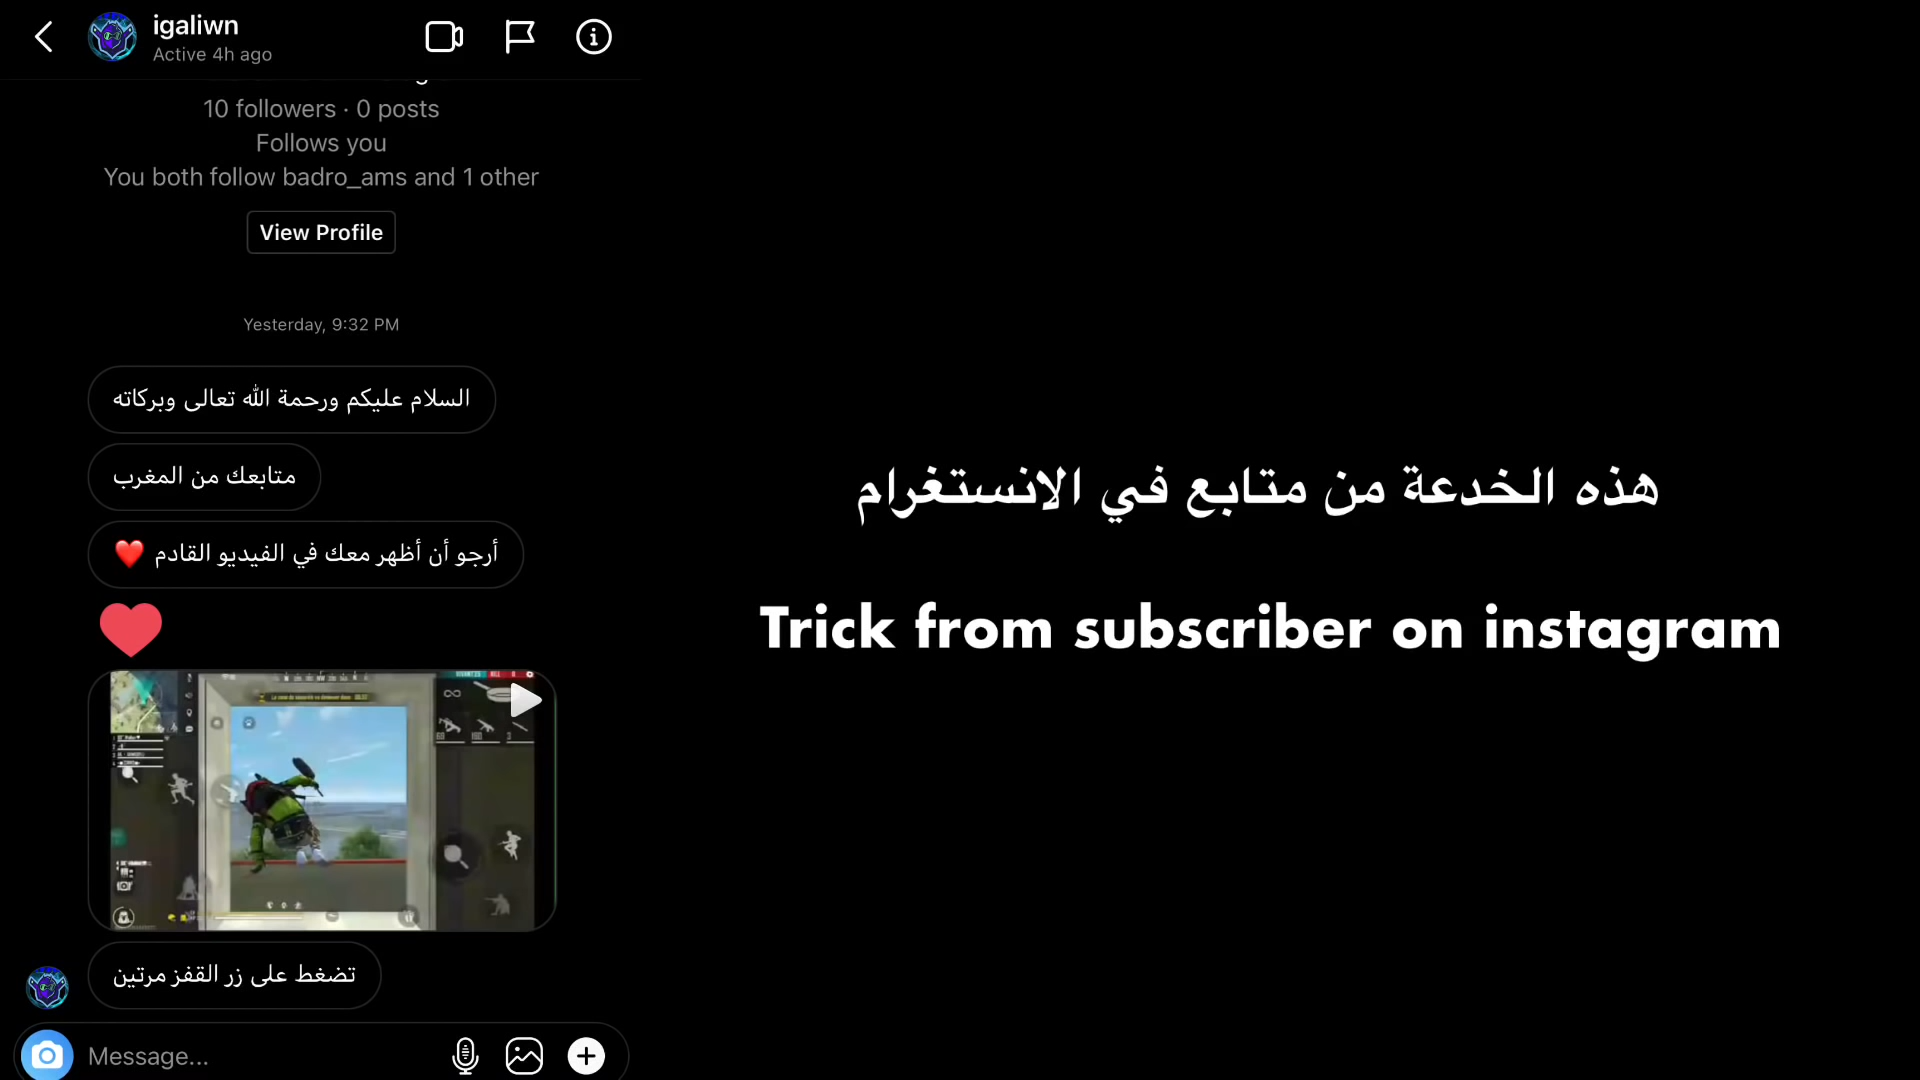 igaliwn
Active 4h ago
10 followers · 0 posts
Follows you
You both follow badro_ams and 1 other
View Profile
Yesterday, 9:32 PM
السلام عليكم ورحمة الله تعالى وبركاته
متابعك من المغرب
أرجو أن أظهر معك في الفيديو القادم ❤️
تضغط على زر القفز مرتين
Message...
هذه الخدعة من متابع في الانستغرام
Trick from subscriber on instagram